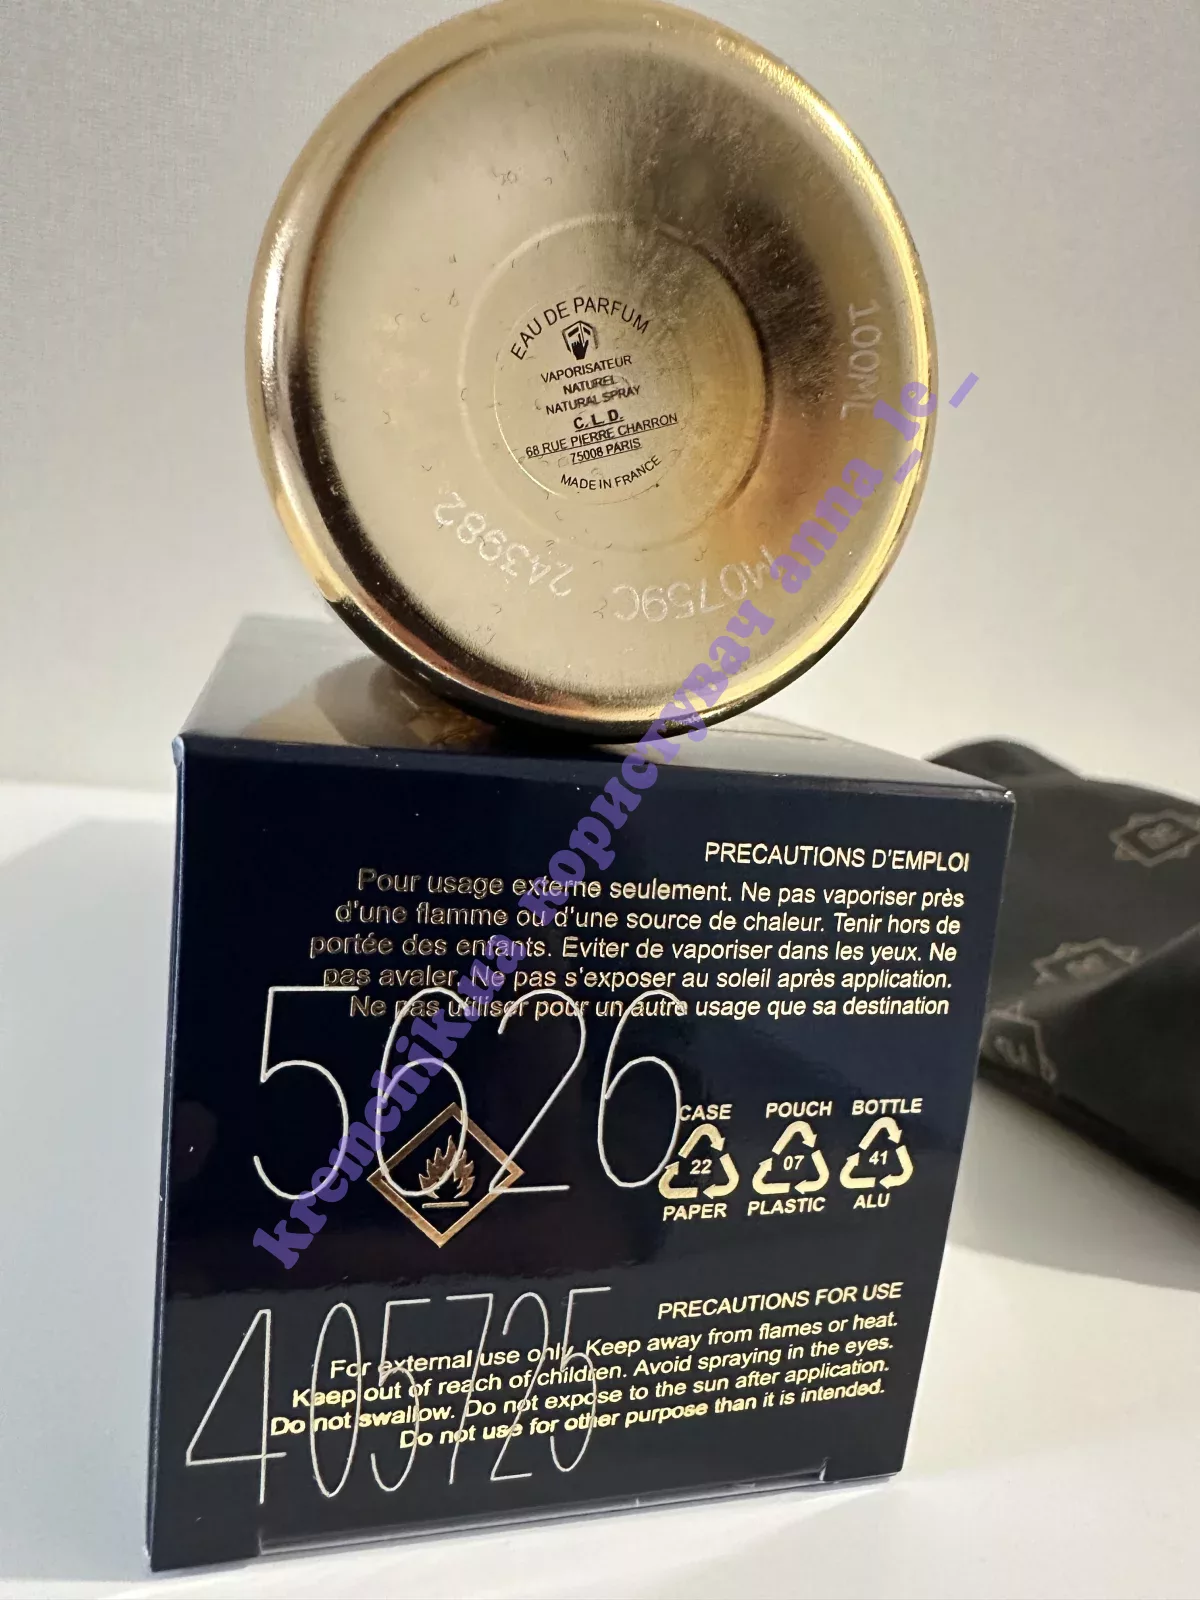 EAU DE PARFUM
VAPORISATEUR
NATUREL
NATURAL SPRAY
C.L.D.
68 RUE PIERRE CHARRON
75008 PARIS
MADE IN FRANCE
100ML
M0759C
243982
PRECAUTIONS D'EMPLOI
Pour usage externe seulement. Ne pas vaporiser près
d'une flamme ou d'une source de chaleur. Tenir hors de
portée des enfants. Eviter de vaporiser dans les yeux. Ne
pas avaler. Ne pas s'exposer au soleil après application.
Ne pas utiliser pour un autre usage que sa destination
5626
CASE POUCH BOTTLE
22 07 41
PAPER PLASTIC ALU
PRECAUTIONS FOR USE
For external use only. Keep away from flames or heat.
Keep out of reach of children. Avoid spraying in the eyes.
Do not swallow. Do not expose to the sun after application.
Do not use for other purpose than it is intended.
405725
kremchik.ua користувач anna_le_